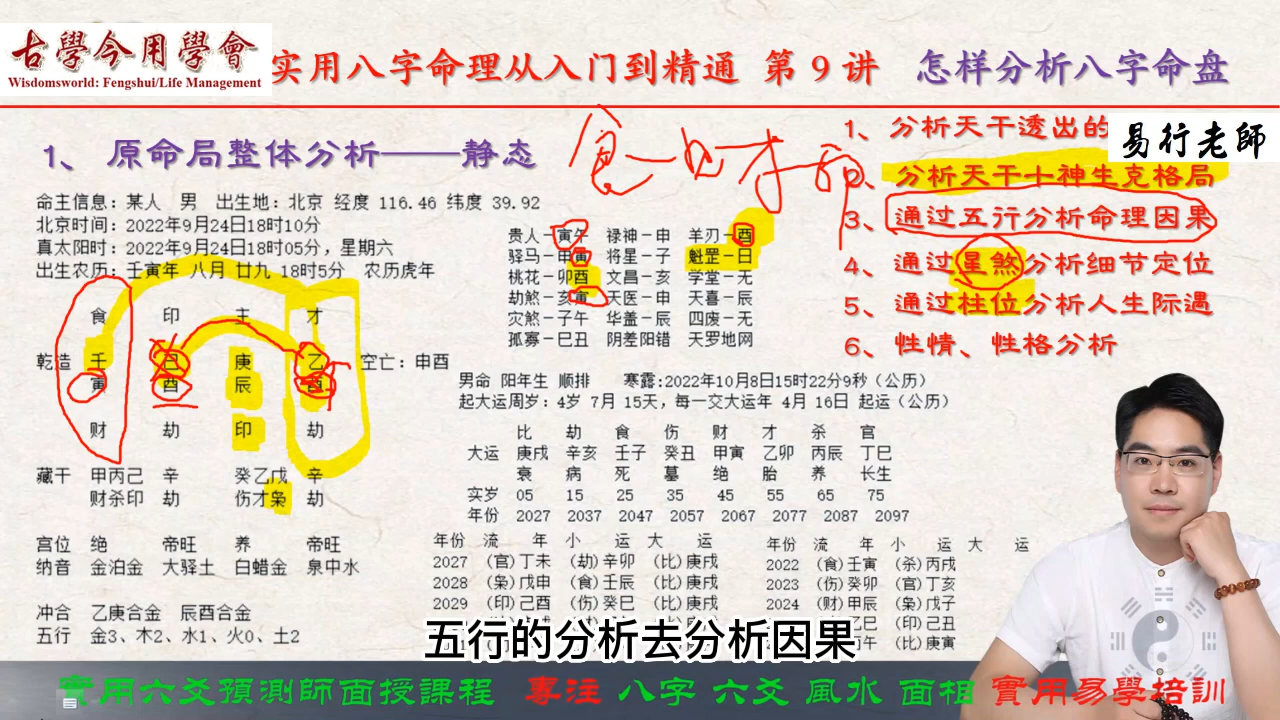 古學今用學會
Wisdomsworld: Fengshui/Life Management
实用八字命理从入门到精通 第9讲 怎样分析八字命盘
易行老師
1、 原命局整体分析——静态
食—也财才神
1、分析天干透出的
、分析天干十神生克格局
3、通过五行分析命理因果
4、通过星煞分析细节定位
5、通过柱位分析人生际遇
6、性情、性格分析
命主信息：某人 男 出生地：北京 经度 116.46 纬度 39.92
北京时间：2022年9月24日18时10分
真太阳时：2022年9月24日18时05分，星期六
出生农历：壬寅年 八月 廿九 18时5分 农历虎年
食 印 主 才
乾造 壬 己 庚 乙 空亡：申酉
寅 酉 辰 酉
财 劫 印 劫
藏干 甲丙己 辛 癸乙戊 辛
财杀印 劫 伤才枭 劫
宫位 绝 帝旺 养 帝旺
纳音 金泊金 大驿土 白蜡金 泉中水
冲合 乙庚合金 辰酉合金
五行 金3、木2、水1、火0、土2
贵人－寅午 禄神－申 羊刃－酉
驿马－申寅 将星－子 魁罡－日
桃花－卯酉 文昌－亥 学堂－无
劫煞－亥寅 天医－申 天喜－辰
灾煞－子午 华盖－辰 四废－无
孤寡－巳丑 阴差阳错 天罗地网
男命 阳年生 顺排 寒露:2022年10月8日15时22分9秒（公历）
起大运周岁：4岁 7月 15天，每一交大运年 4月 16日 起运（公历）
比 劫 食 伤 财 才 杀 官
大运 庚戌 辛亥 壬子 癸丑 甲寅 乙卯 丙辰 丁巳
衰 病 死 墓 绝 胎 养 长生
实岁 05 15 25 35 45 55 65 75
年份 2027 2037 2047 2057 2067 2077 2087 2097
年份 流 年 小 运 大 运
2027 （官）丁未 （劫）辛卯 （比）庚戌
2028 （枭）戊申 （食）壬辰 （比）庚戌
2029 （印）己酉 （伤）癸巳 （比）庚戌
年份 流 年 小 运 大 运
2022 （食）壬寅 （杀）丙戌
2023 （伤）癸卯 （官）丁亥
2024 （财）甲辰 （枭）戊子
乙巳 （印）己丑
丙午 （比）庚寅
五行的分析去分析因果
實用六爻預測師面授課程 專注 八字 六爻 風水 面相 實用易學培訓